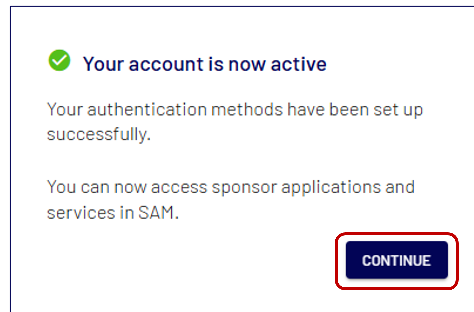 Your account is now active
Your authentication methods have been set up
successfully.
You can now access sponsor applications and
services in SAM.
CONTINUE